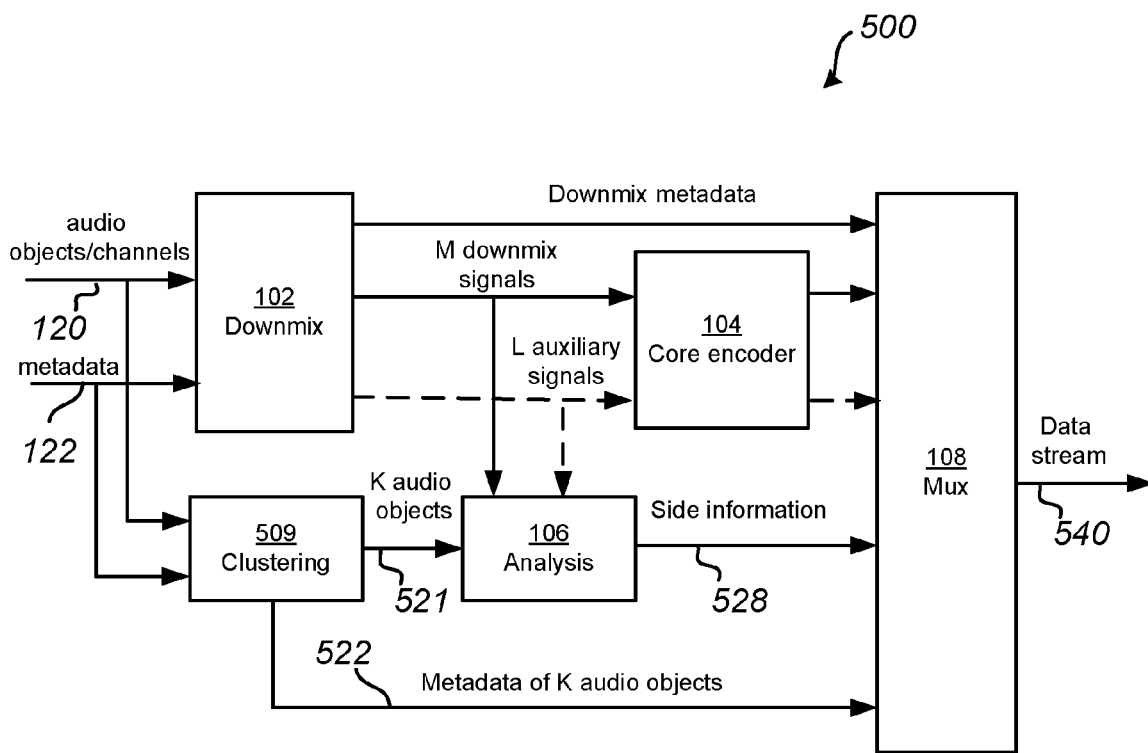 500
Downmix metadata
audio
objects/channels
M downmix
signals
102
Downmix
104
Core encoder
120
metadata
L auxiliary
signals
122
108
Mux
Data
stream
540
K audio
objects
509
Clustering
106
Analysis
Side information
521
528
522
Metadata of K audio objects